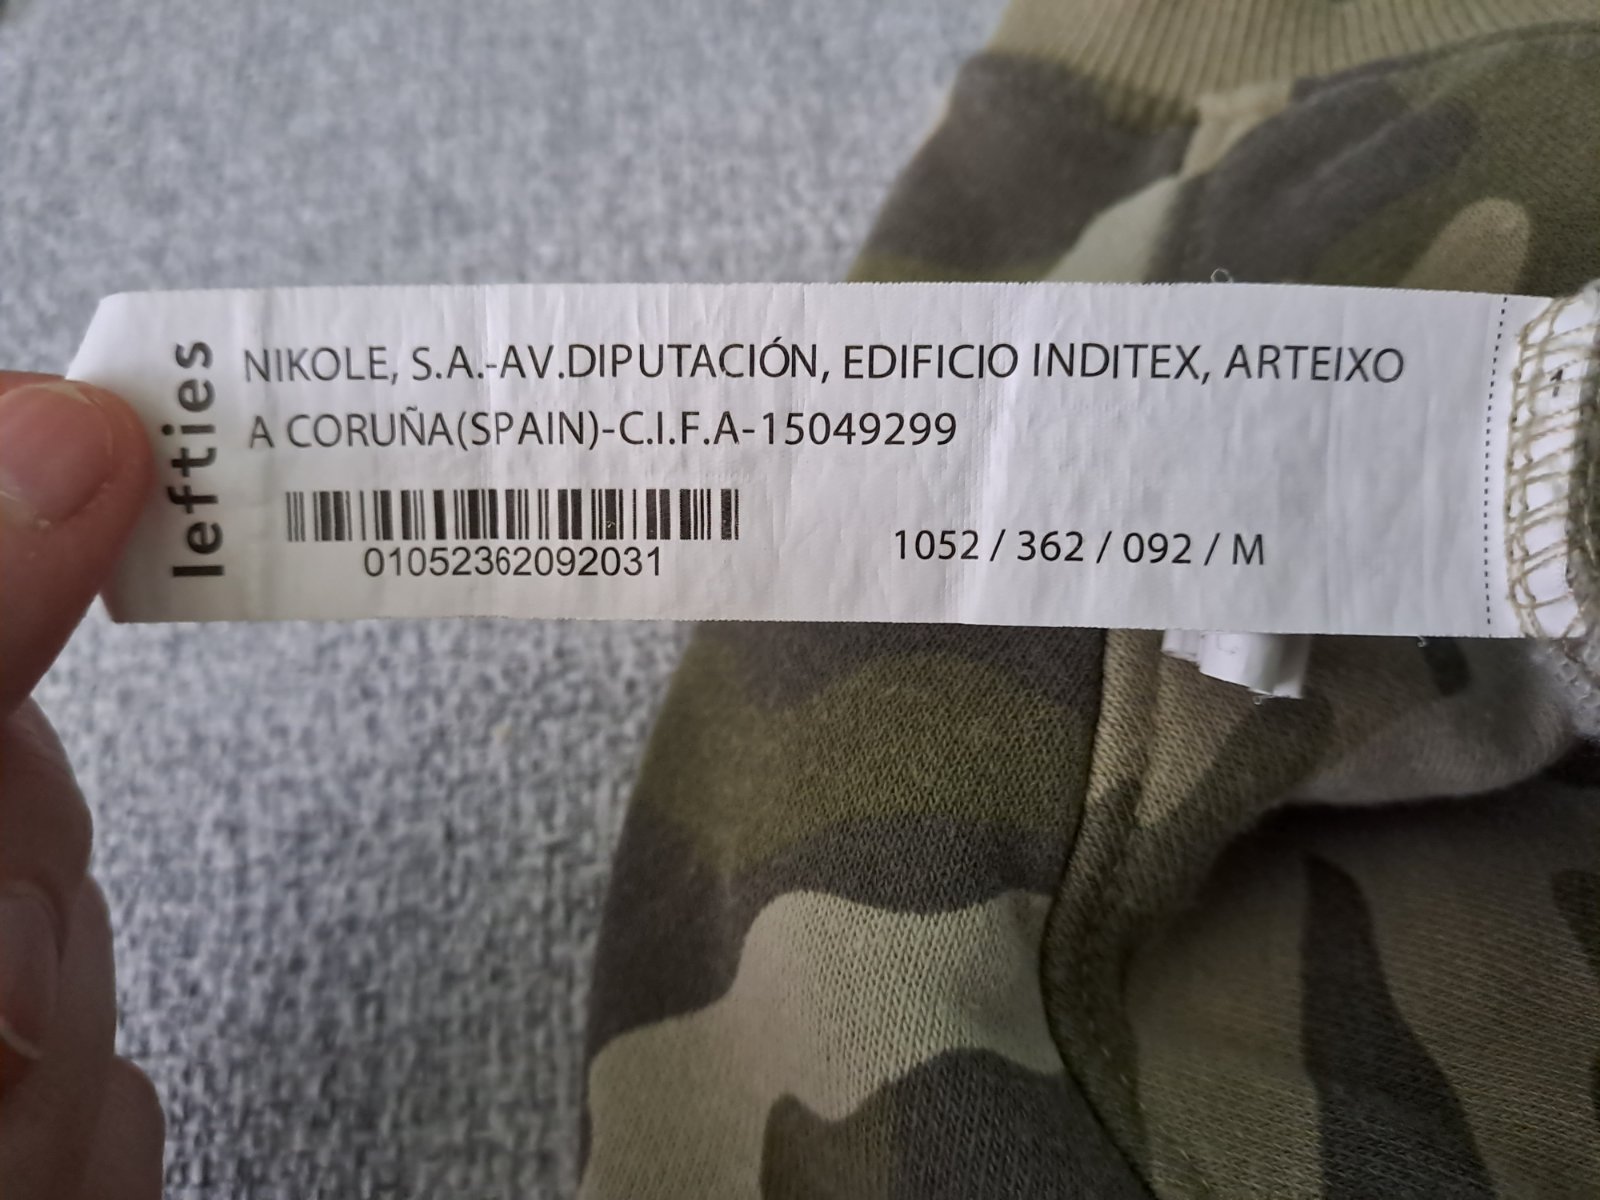 lefties
NIKOLE, S.A.-AV.DIPUTACIÓN, EDIFICIO INDITEX, ARTEIXO
A CORUÑA(SPAIN)-C.I.F.A-15049299
01052362092031
1052 / 362 / 092 / M